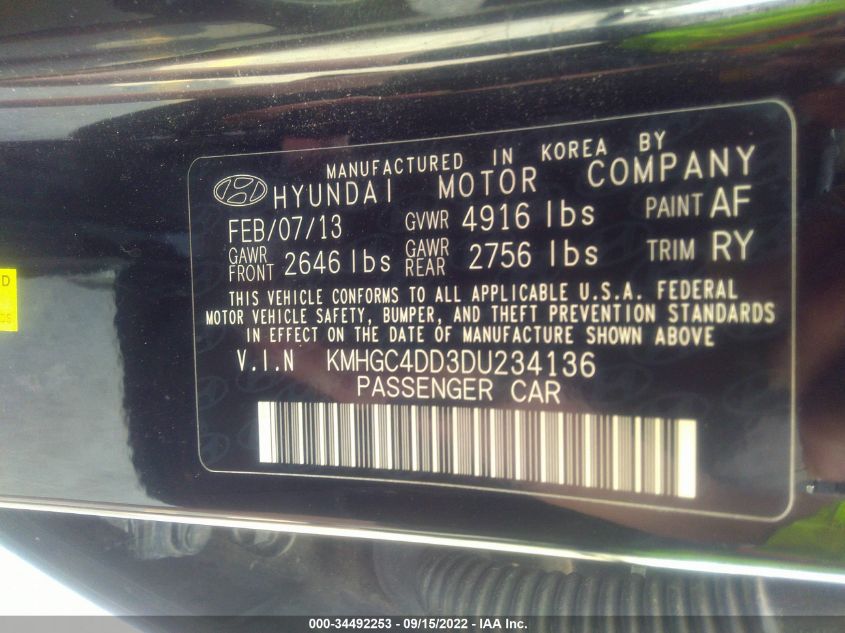 MANUFACTURED IN KOREA BY
HYUNDAI MOTOR COMPANY
FEB/07/13 GVWR 4916 lbs PAINT AF
GAWR FRONT 2646 lbs GAWR REAR 2756 lbs TRIM RY
THIS VEHICLE CONFORMS TO ALL APPLICABLE U.S.A. FEDERAL
MOTOR VEHICLE SAFETY, BUMPER, AND THEFT PREVENTION STANDARDS
IN EFFECT ON THE DATE OF MANUFACTURE SHOWN ABOVE
V.I.N KMHGC4DD3DU234136
PASSENGER CAR
000-34492253 - 09/15/2022 - IAA Inc.